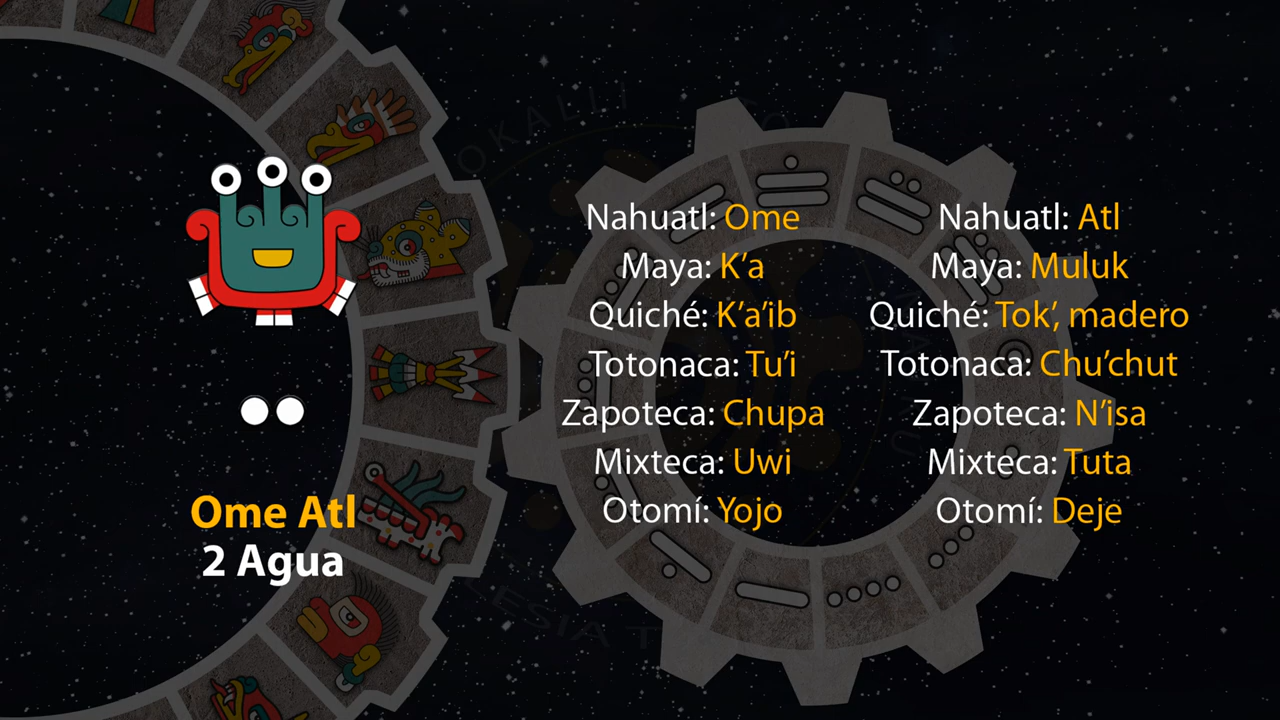 Ome Atl
2 Agua
Nahuatl: Ome
Maya: K’a
Quiché: K’a’ib
Totonaca: Tu’i
Zapoteca: Chupa
Mixteca: Uwi
Otomí: Yojo
Nahuatl: Atl
Maya: Muluk
Quiché: Tok’, madero
Totonaca: Chu’chut
Zapoteca: N’isa
Mixteca: Tuta
Otomí: Deje